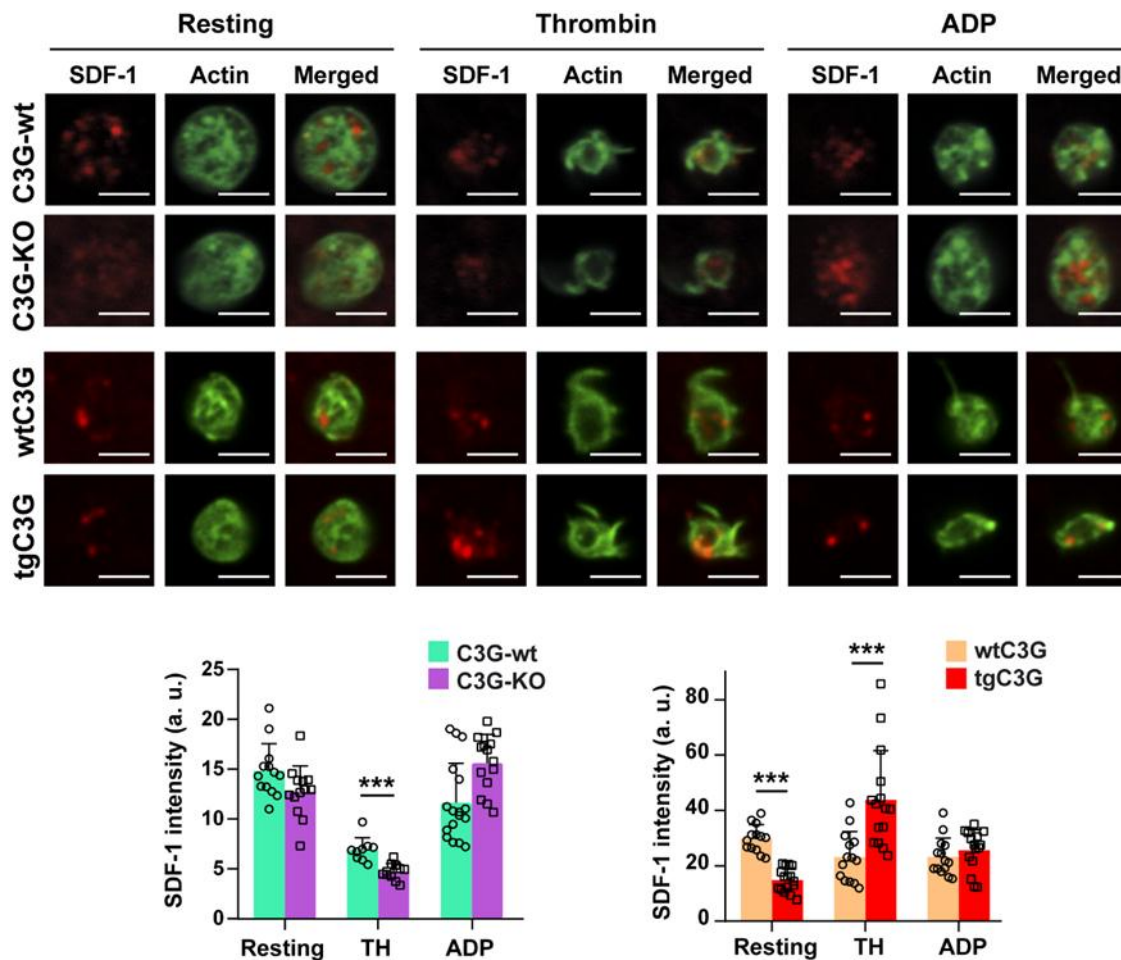 Resting Thrombin ADP
SDF-1 Actin Merged SDF-1 Actin Merged SDF-1 Actin Merged
C3G-wt
C3G-KO
wtC3G
tgC3G
SDF-1 intensity (a. u.)
25
20
15
10
5
0
C3G-wt
C3G-KO
***
Resting TH ADP
SDF-1 intensity (a. u.)
80
60
40
20
0
wtC3G
tgC3G
***
***
Resting TH ADP